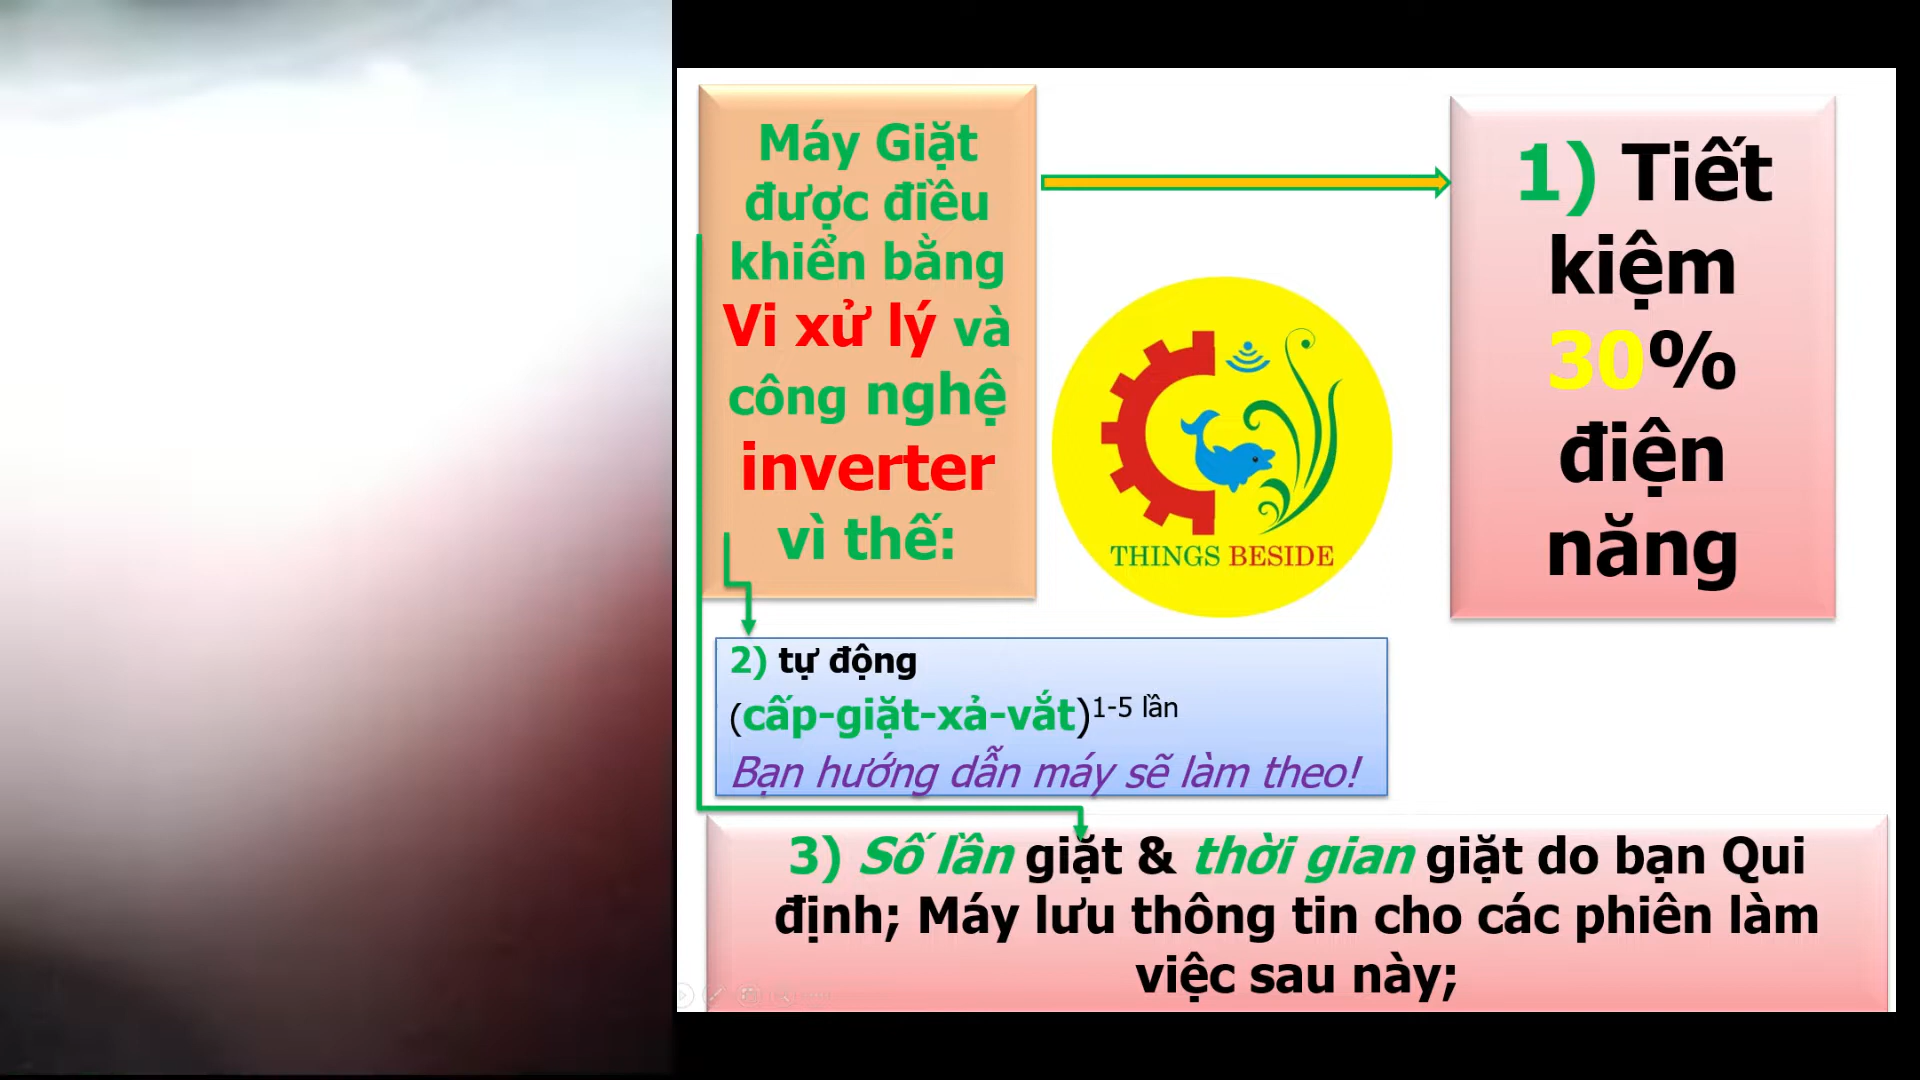 Máy Giặt
được điều
khiển bằng
Vi xử lý và
công nghệ
inverter
vì thế:
1) Tiết
kiệm
30%
điện
năng
THINGS BESIDE
2) tự động
(cấp-giặt-xả-vắt)1-5 lần
Bạn hướng dẫn máy sẽ làm theo!
3) Số lần giặt & thời gian giặt do bạn Qui
định; Máy lưu thông tin cho các phiên làm
việc sau này;